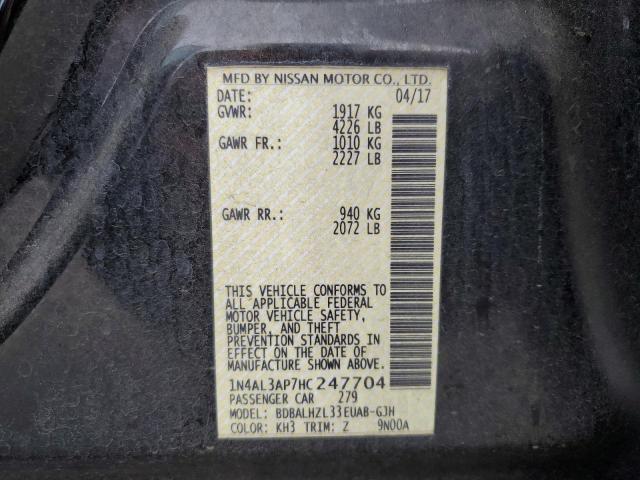 MFD BY NISSAN MOTOR CO., LTD.
DATE: 04/17
GVWR: 1917 KG
4226 LB
GAWR FR.: 1010 KG
2227 LB
GAWR RR.: 940 KG
2072 LB
THIS VEHICLE CONFORMS TO
ALL APPLICABLE FEDERAL
MOTOR VEHICLE SAFETY,
BUMPER, AND THEFT
PREVENTION STANDARDS IN
EFFECT ON THE DATE OF
MANUFACTURE SHOWN ABOVE.
1N4AL3AP7HC247704
PASSENGER CAR 279
MODEL: BDBALHZL33EUAB-GJH
COLOR: KH3 TRIM: Z 9N00A